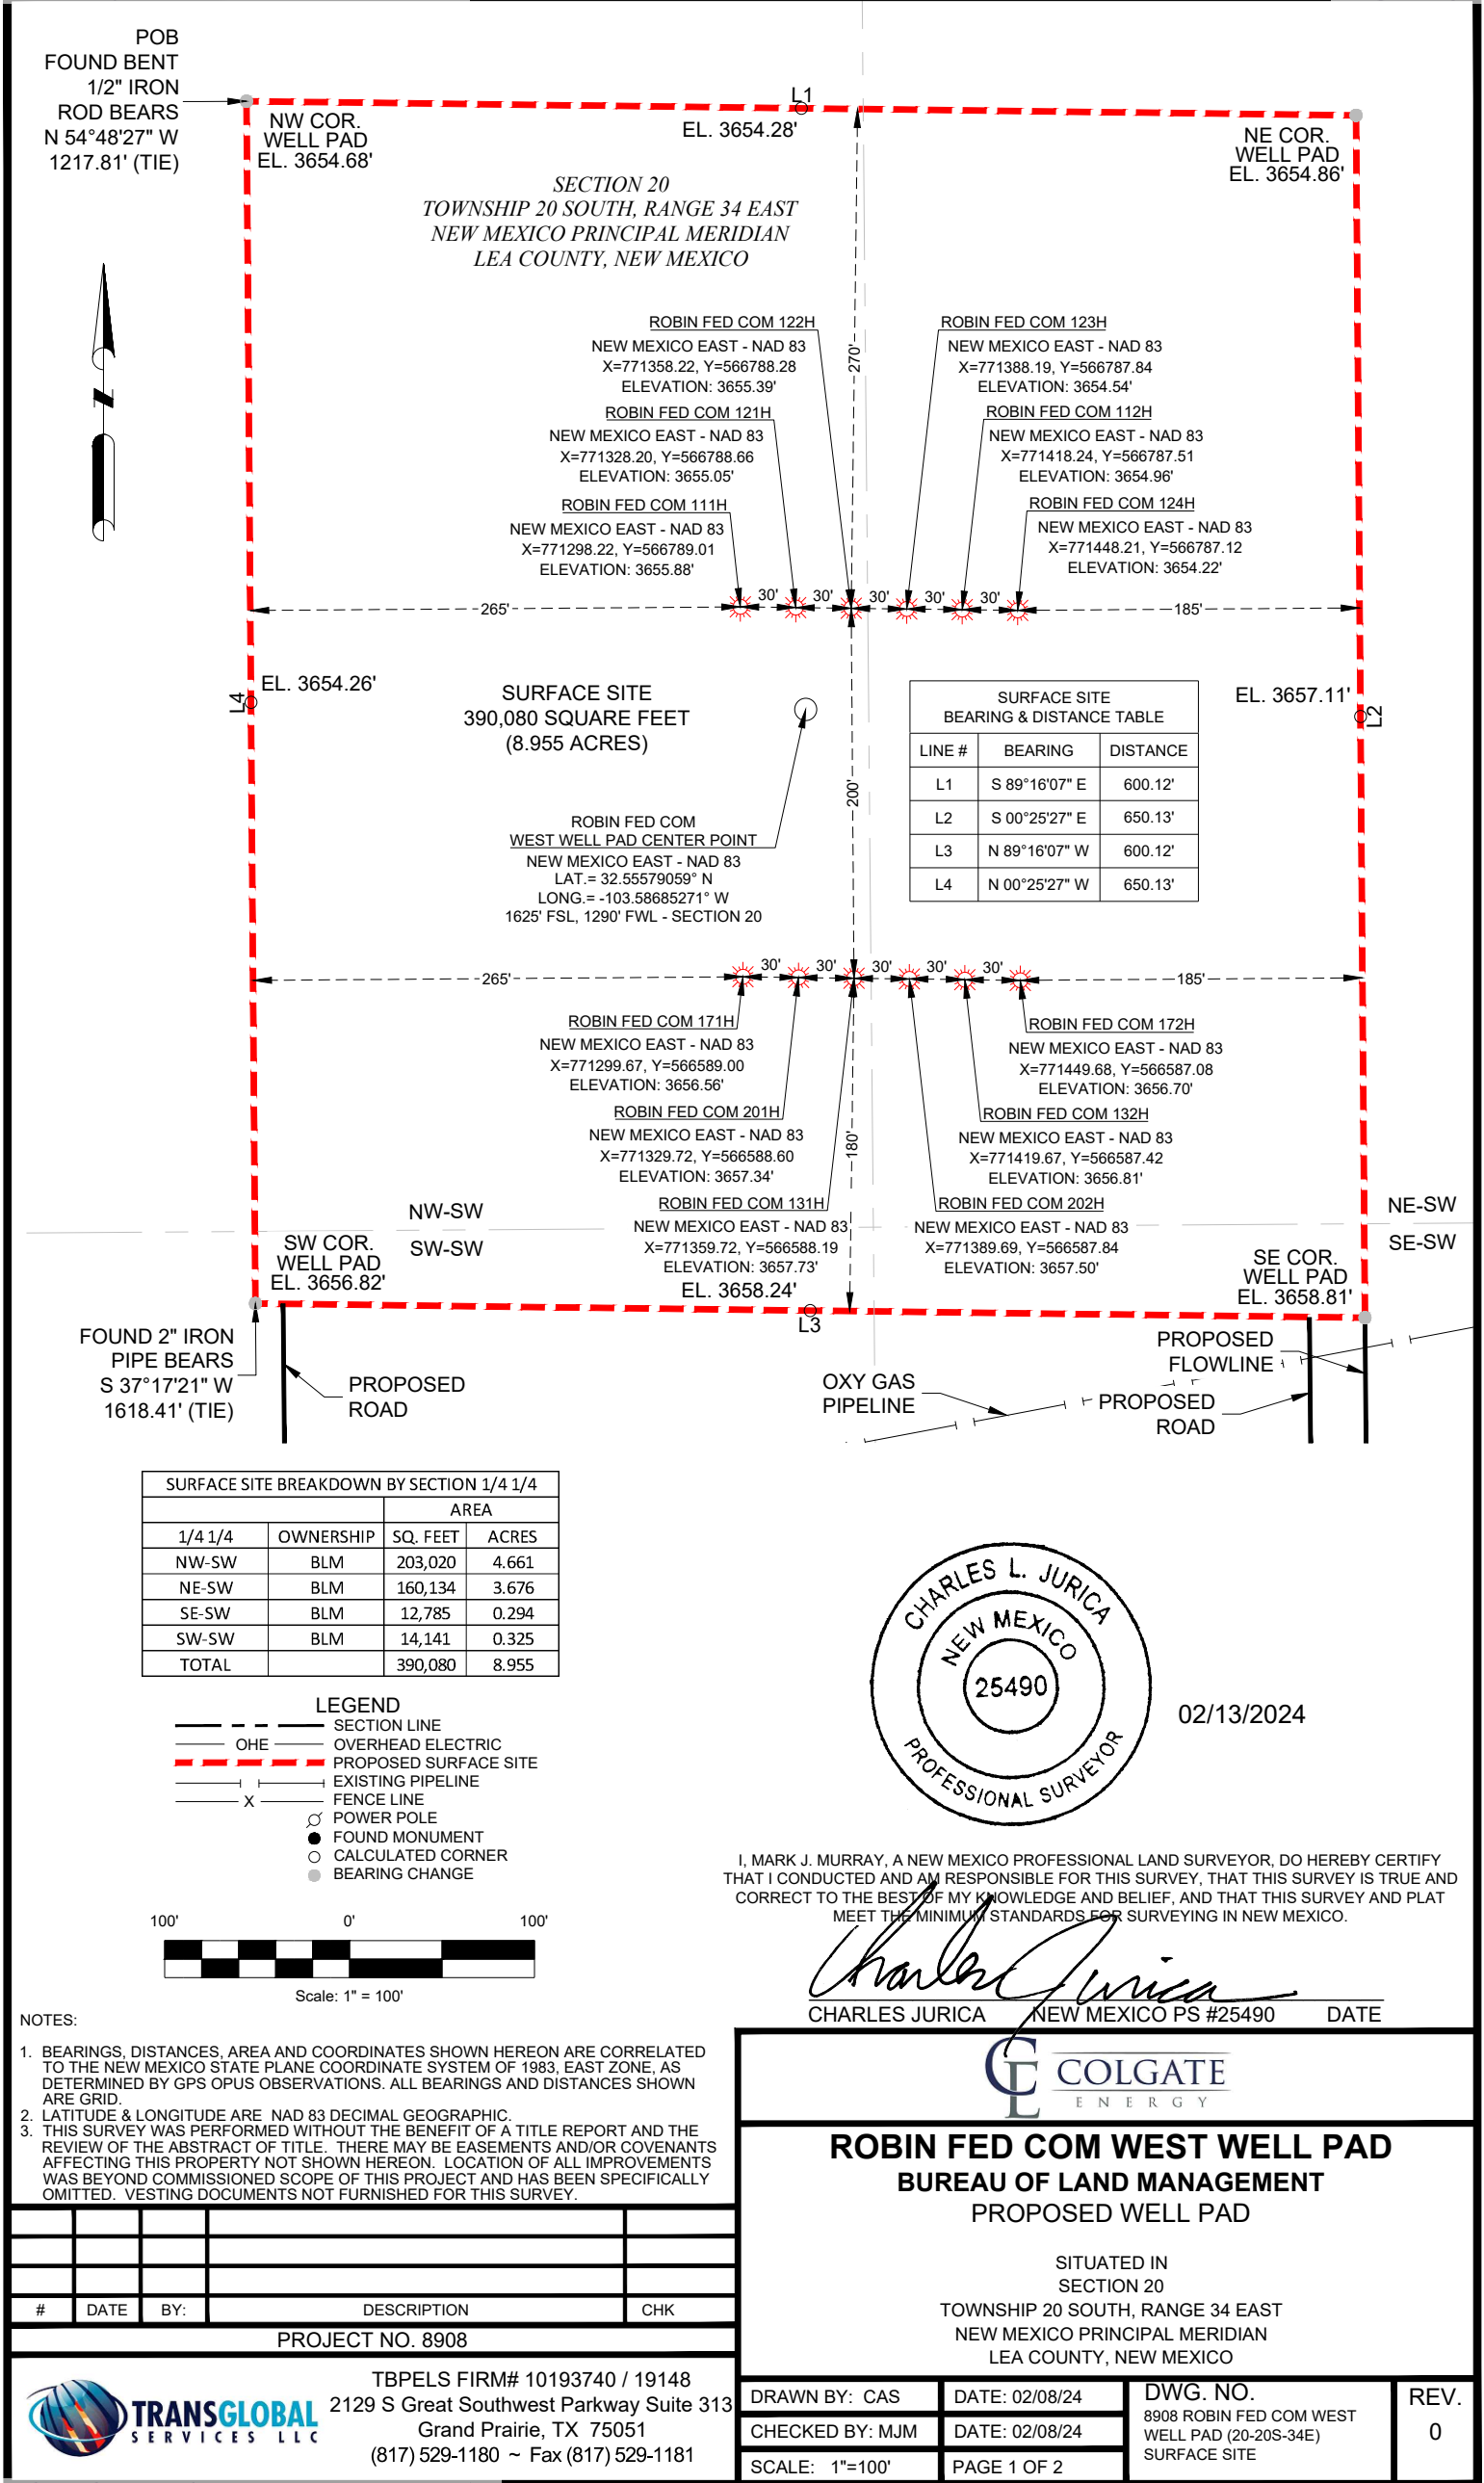 POB
FOUND BENT
1/2" IRON
ROD BEARS
N 54°48'27" W
1217.81' (TIE)
NW COR.
WELL PAD
EL. 3654.68'
L1
EL. 3654.28'
NE COR.
WELL PAD
EL. 3654.86'
SECTION 20
TOWNSHIP 20 SOUTH, RANGE 34 EAST
NEW MEXICO PRINCIPAL MERIDIAN
LEA COUNTY, NEW MEXICO
N
270'
ROBIN FED COM 122H
NEW MEXICO EAST - NAD 83
X=771358.22, Y=566788.28
ELEVATION: 3655.39'
ROBIN FED COM 123H
NEW MEXICO EAST - NAD 83
X=771388.19, Y=566787.84
ELEVATION: 3654.54'
ROBIN FED COM 121H
NEW MEXICO EAST - NAD 83
X=771328.20, Y=566788.66
ELEVATION: 3655.05'
ROBIN FED COM 112H
NEW MEXICO EAST - NAD 83
X=771418.24, Y=566787.51
ELEVATION: 3654.96'
ROBIN FED COM 111H
NEW MEXICO EAST - NAD 83
X=771298.22, Y=566789.01
ELEVATION: 3655.88'
ROBIN FED COM 124H
NEW MEXICO EAST - NAD 83
X=771448.21, Y=566787.12
ELEVATION: 3654.22'
265' 30' 30' 30' 30' 30' 185'
L4
EL. 3654.26'
SURFACE SITE
390,080 SQUARE FEET
(8.955 ACRES)
EL. 3657.11'
L2
200'
SURFACE SITE
BEARING & DISTANCE TABLE
LINE # BEARING DISTANCE
L1 S 89°16'07" E 600.12'
L2 S 00°25'27" E 650.13'
L3 N 89°16'07" W 600.12'
L4 N 00°25'27" W 650.13'
ROBIN FED COM
WEST WELL PAD CENTER POINT
NEW MEXICO EAST - NAD 83
LAT.= 32.55579059° N
LONG.= -103.58685271° W
1625' FSL, 1290' FWL - SECTION 20
265' 30' 30' 30' 30' 30' 185'
ROBIN FED COM 171H
NEW MEXICO EAST - NAD 83
X=771299.67, Y=566589.00
ELEVATION: 3656.56'
ROBIN FED COM 172H
NEW MEXICO EAST - NAD 83
X=771449.68, Y=566587.08
ELEVATION: 3656.70'
ROBIN FED COM 201H
NEW MEXICO EAST - NAD 83
X=771329.72, Y=566588.60
ELEVATION: 3657.34'
180'
ROBIN FED COM 132H
NEW MEXICO EAST - NAD 83
X=771419.67, Y=566587.42
ELEVATION: 3656.81'
ROBIN FED COM 131H
NEW MEXICO EAST - NAD 83
X=771359.72, Y=566588.19
ELEVATION: 3657.73'
ROBIN FED COM 202H
NEW MEXICO EAST - NAD 83
X=771389.69, Y=566587.84
ELEVATION: 3657.50'
NW-SW
SW-SW
NE-SW
SE-SW
SW COR.
WELL PAD
EL. 3656.82'
EL. 3658.24'
L3
SE COR.
WELL PAD
EL. 3658.81'
FOUND 2" IRON
PIPE BEARS
S 37°17'21" W
1618.41' (TIE)
PROPOSED
ROAD
OXY GAS
PIPELINE
PROPOSED
FLOWLINE
PROPOSED
ROAD
SURFACE SITE BREAKDOWN BY SECTION 1/4 1/4
AREA
1/4 1/4 OWNERSHIP SQ. FEET ACRES
NW-SW BLM 203,020 4.661
NE-SW BLM 160,134 3.676
SE-SW BLM 12,785 0.294
SW-SW BLM 14,141 0.325
TOTAL 390,080 8.955
LEGEND
SECTION LINE
OHE OVERHEAD ELECTRIC
PROPOSED SURFACE SITE
EXISTING PIPELINE
X FENCE LINE
POWER POLE
FOUND MONUMENT
CALCULATED CORNER
BEARING CHANGE
100' 0' 100'
Scale: 1" = 100'
CHARLES L. JURICA
NEW MEXICO
25490
PROFESSIONAL SURVEYOR
02/13/2024
I, MARK J. MURRAY, A NEW MEXICO PROFESSIONAL LAND SURVEYOR, DO HEREBY CERTIFY
THAT I CONDUCTED AND AM RESPONSIBLE FOR THIS SURVEY, THAT THIS SURVEY IS TRUE AND
CORRECT TO THE BEST OF MY KNOWLEDGE AND BELIEF, AND THAT THIS SURVEY AND PLAT
MEET THE MINIMUM STANDARDS FOR SURVEYING IN NEW MEXICO.
Charles Jurica
CHARLES JURICA NEW MEXICO PS #25490 DATE
NOTES:
1. BEARINGS, DISTANCES, AREA AND COORDINATES SHOWN HEREON ARE CORRELATED
TO THE NEW MEXICO STATE PLANE COORDINATE SYSTEM OF 1983, EAST ZONE, AS
DETERMINED BY GPS OPUS OBSERVATIONS. ALL BEARINGS AND DISTANCES SHOWN
ARE GRID.
2. LATITUDE & LONGITUDE ARE NAD 83 DECIMAL GEOGRAPHIC.
3. THIS SURVEY WAS PERFORMED WITHOUT THE BENEFIT OF A TITLE REPORT AND THE
REVIEW OF THE ABSTRACT OF TITLE. THERE MAY BE EASEMENTS AND/OR COVENANTS
AFFECTING THIS PROPERTY NOT SHOWN HEREON. LOCATION OF ALL IMPROVEMENTS
WAS BEYOND COMMISSIONED SCOPE OF THIS PROJECT AND HAS BEEN SPECIFICALLY
OMITTED. VESTING DOCUMENTS NOT FURNISHED FOR THIS SURVEY.
# DATE BY: DESCRIPTION CHK
PROJECT NO. 8908
TRANSGLOBAL
SERVICES LLC
TBPELS FIRM# 10193740 / 19148
2129 S Great Southwest Parkway Suite 313
Grand Prairie, TX 75051
(817) 529-1180 ~ Fax (817) 529-1181
CE COLGATE
ENERGY
ROBIN FED COM WEST WELL PAD
BUREAU OF LAND MANAGEMENT
PROPOSED WELL PAD
SITUATED IN
SECTION 20
TOWNSHIP 20 SOUTH, RANGE 34 EAST
NEW MEXICO PRINCIPAL MERIDIAN
LEA COUNTY, NEW MEXICO
DRAWN BY: CAS DATE: 02/08/24
CHECKED BY: MJM DATE: 02/08/24
SCALE: 1"=100' PAGE 1 OF 2
DWG. NO.
8908 ROBIN FED COM WEST
WELL PAD (20-20S-34E)
SURFACE SITE
REV.
0